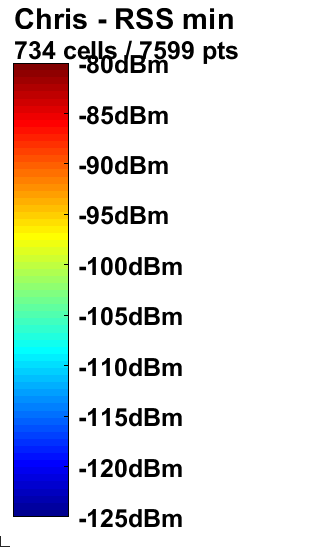 Chris - RSS min
734 cells / 7599 pts
-80dBm
-85dBm
-90dBm
-95dBm
-100dBm
-105dBm
-110dBm
-115dBm
-120dBm
-125dBm